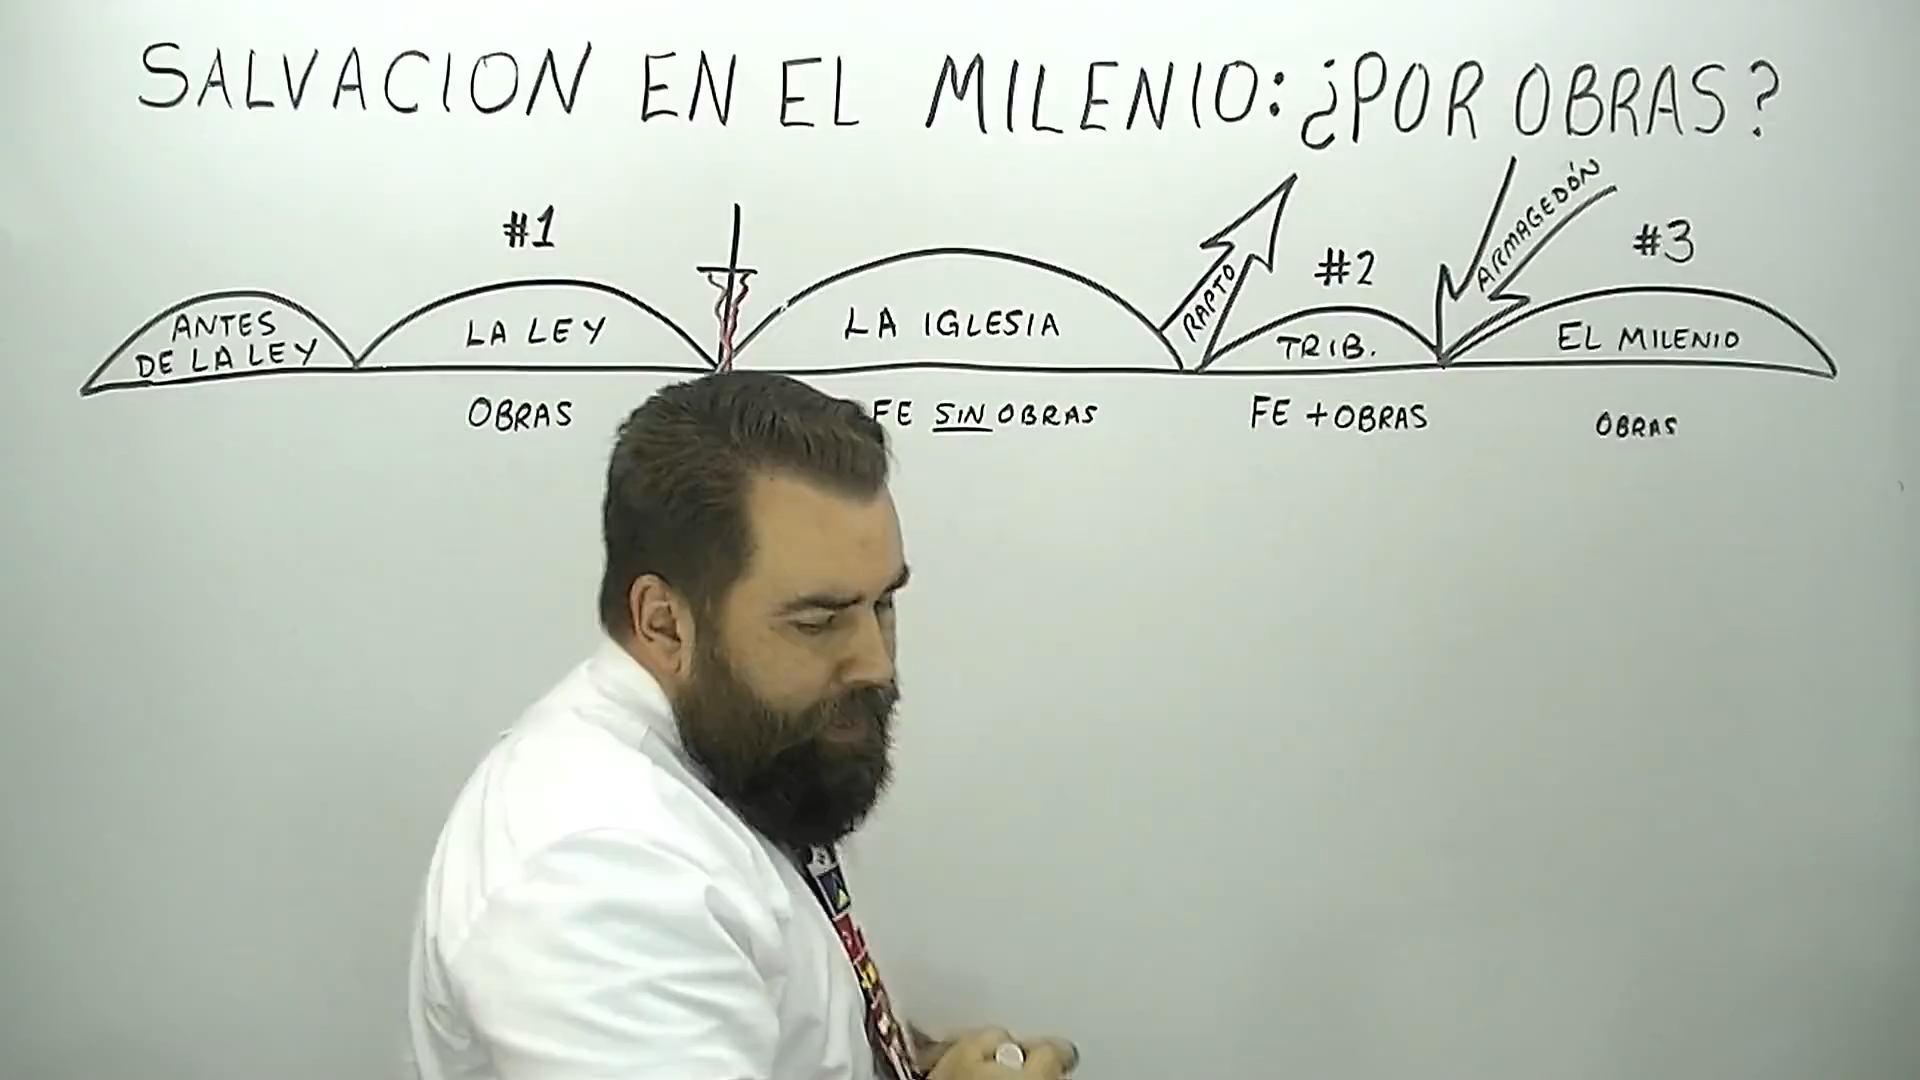 SALVACION EN EL MILENIO: ¿POR OBRAS?
#1
#2
#3
ANTES
DE LA LEY
LA LEY
LA IGLESIA
RAPTO
TRIB.
ARMAGEDÓN
EL MILENIO
OBRAS
FE SIN OBRAS
FE + OBRAS
OBRAS